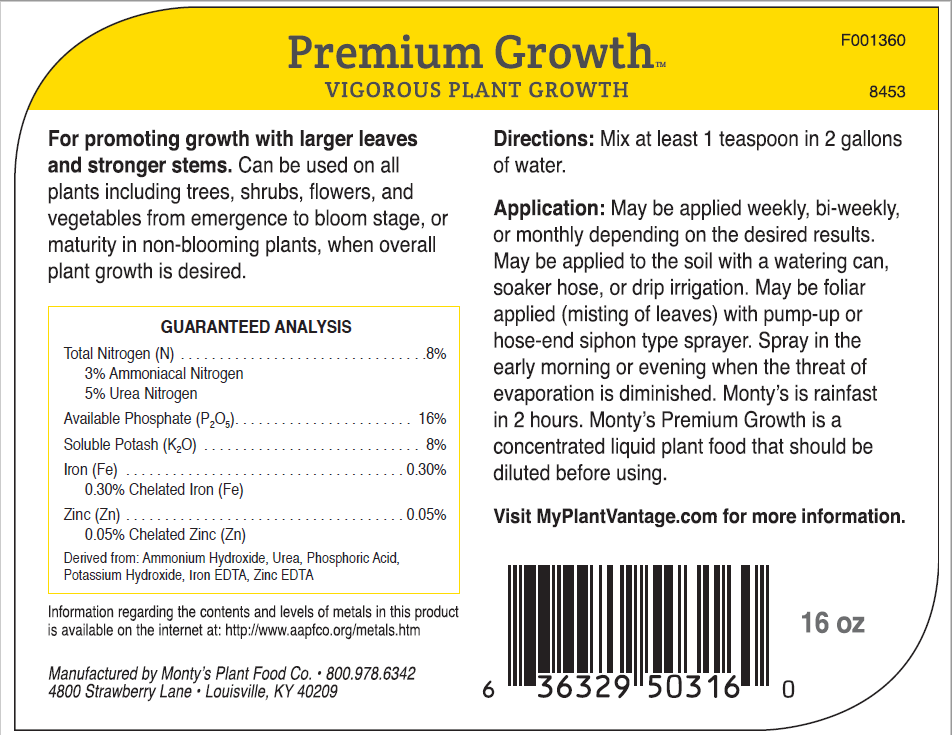 Premium Growth™
VIGOROUS PLANT GROWTH
F001360
8453
For promoting growth with larger leaves
and stronger stems. Can be used on all
plants including trees, shrubs, flowers, and
vegetables from emergence to bloom stage, or
maturity in non-blooming plants, when overall
plant growth is desired.
GUARANTEED ANALYSIS
Total Nitrogen (N) . . . . . . . . . . . . . . . . . . . . . . . . . . . . . . . .8%
3% Ammoniacal Nitrogen
5% Urea Nitrogen
Available Phosphate (P₂O₅). . . . . . . . . . . . . . . . . . . . . . . 16%
Soluble Potash (K₂O) . . . . . . . . . . . . . . . . . . . . . . . . . . . . 8%
Iron (Fe) . . . . . . . . . . . . . . . . . . . . . . . . . . . . . . . . . . . . 0.30%
0.30% Chelated Iron (Fe)
Zinc (Zn) . . . . . . . . . . . . . . . . . . . . . . . . . . . . . . . . . . . . 0.05%
0.05% Chelated Zinc (Zn)
Derived from: Ammonium Hydroxide, Urea, Phosphoric Acid,
Potassium Hydroxide, Iron EDTA, Zinc EDTA
Information regarding the contents and levels of metals in this product
is available on the internet at: http://www.aapfco.org/metals.htm
Manufactured by Monty's Plant Food Co. • 800.978.6342
4800 Strawberry Lane • Louisville, KY 40209
Directions: Mix at least 1 teaspoon in 2 gallons
of water.
Application: May be applied weekly, bi-weekly,
or monthly depending on the desired results.
May be applied to the soil with a watering can,
soaker hose, or drip irrigation. May be foliar
applied (misting of leaves) with pump-up or
hose-end siphon type sprayer. Spray in the
early morning or evening when the threat of
evaporation is diminished. Monty's is rainfast
in 2 hours. Monty's Premium Growth is a
concentrated liquid plant food that should be
diluted before using.
Visit MyPlantVantage.com for more information.
6 36329 50316 0
16 oz